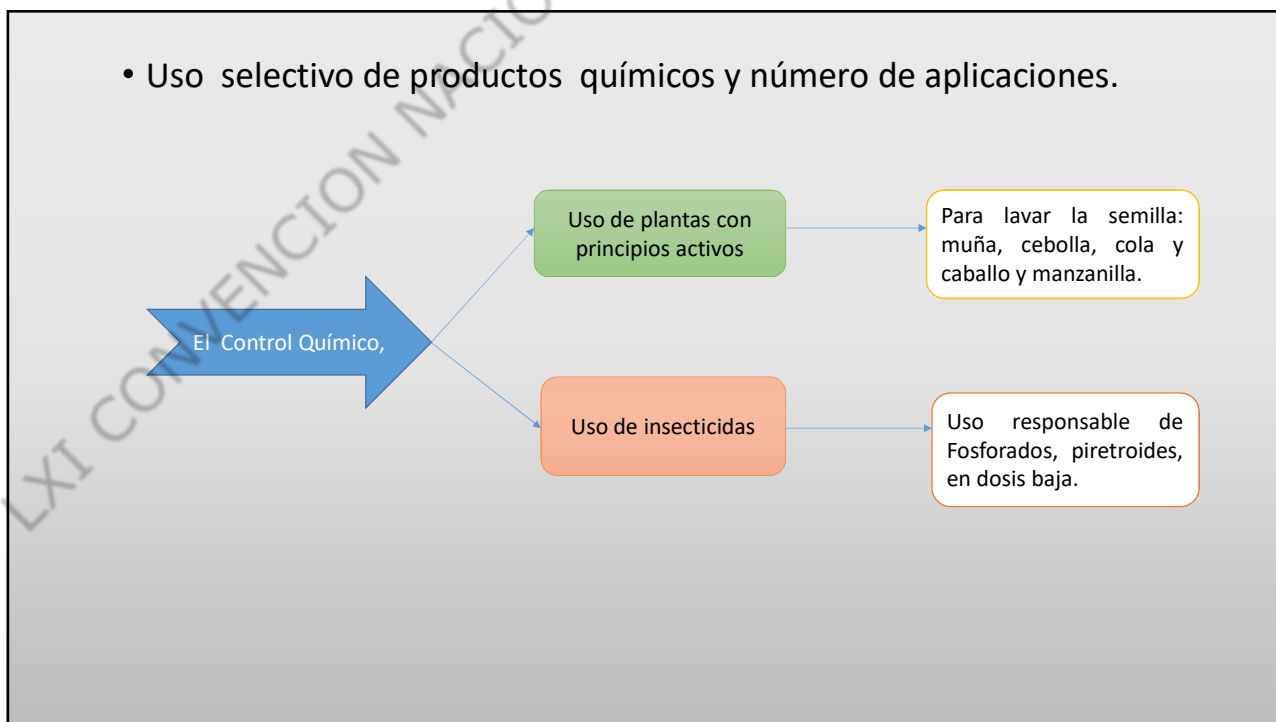 • Uso selectivo de productos químicos y número de aplicaciones.
Uso de plantas con
principios activos
Para lavar la semilla:
muña, cebolla, cola y
caballo y manzanilla.
El Control Químico,
Uso de insecticidas
Uso responsable de
Fosforados, piretroides,
en dosis baja.
LXI CONVENCION